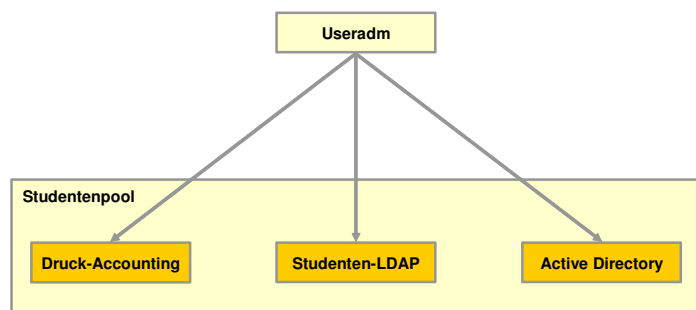 Useradm
Studentenpool
Druck-Accounting
Studenten-LDAP
Active Directory